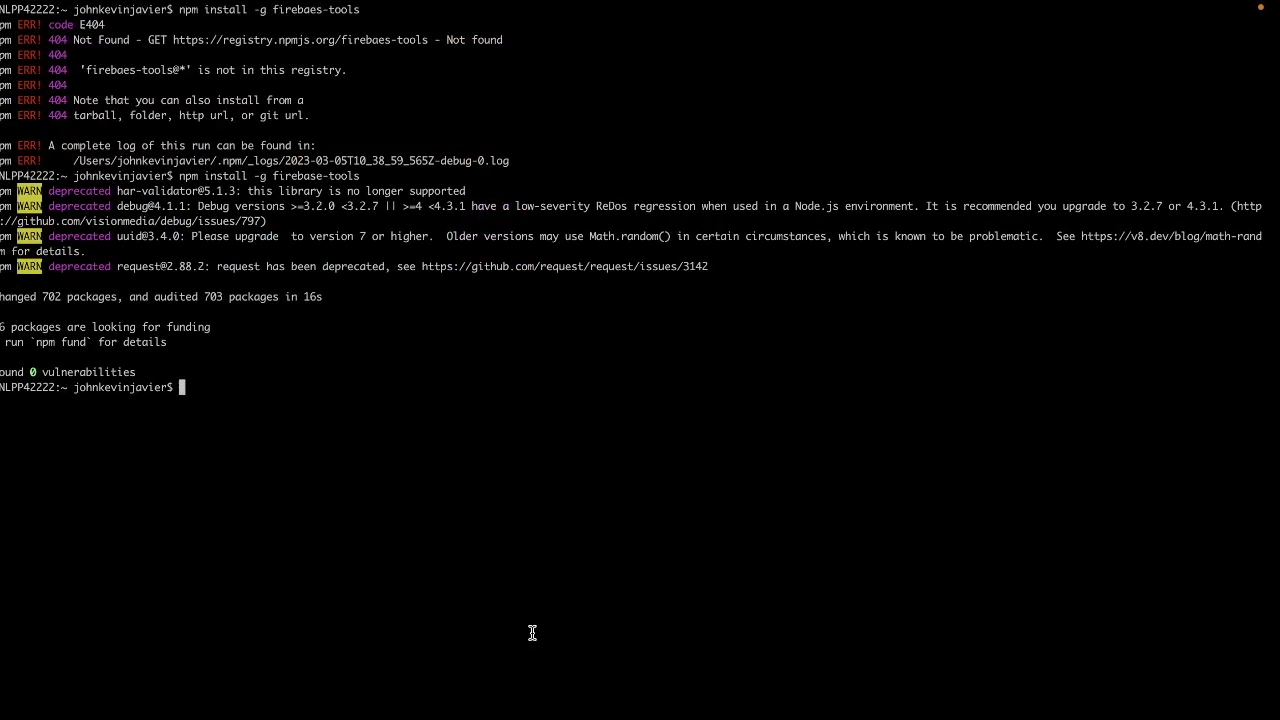 NLPP42222:~ johnkevinjavier$ npm install -g firebaes-tools
pm ERR! code E404
pm ERR! 404 Not Found - GET https://registry.npmjs.org/firebaes-tools - Not found
pm ERR! 404
pm ERR! 404  'firebaes-tools@*' is not in this registry.
pm ERR! 404
pm ERR! 404 Note that you can also install from a
pm ERR! 404 tarball, folder, http url, or git url.
pm ERR! A complete log of this run can be found in:
pm ERR!     /Users/johnkevinjavier/.npm/_logs/2023-03-05T10_38_59_565Z-debug-0.log
NLPP42222:~ johnkevinjavier$ npm install -g firebase-tools
pm WARN deprecated har-validator@5.1.3: this library is no longer supported
pm WARN deprecated debug@4.1.1: Debug versions >=3.2.0 <3.2.7 || >=4 <4.3.1 have a low-severity ReDos regression when used in a Node.js environment. It is recommended you upgrade to 3.2.7 or 4.3.1. (http
://github.com/visionmedia/debug/issues/797)
pm WARN deprecated uuid@3.4.0: Please upgrade  to version 7 or higher.  Older versions may use Math.random() in certain circumstances, which is known to be problematic.  See https://v8.dev/blog/math-rand
m for details.
pm WARN deprecated request@2.88.2: request has been deprecated, see https://github.com/request/request/issues/3142
hanged 702 packages, and audited 703 packages in 16s
6 packages are looking for funding
run `npm fund` for details
ound 0 vulnerabilities
NLPP42222:~ johnkevinjavier$